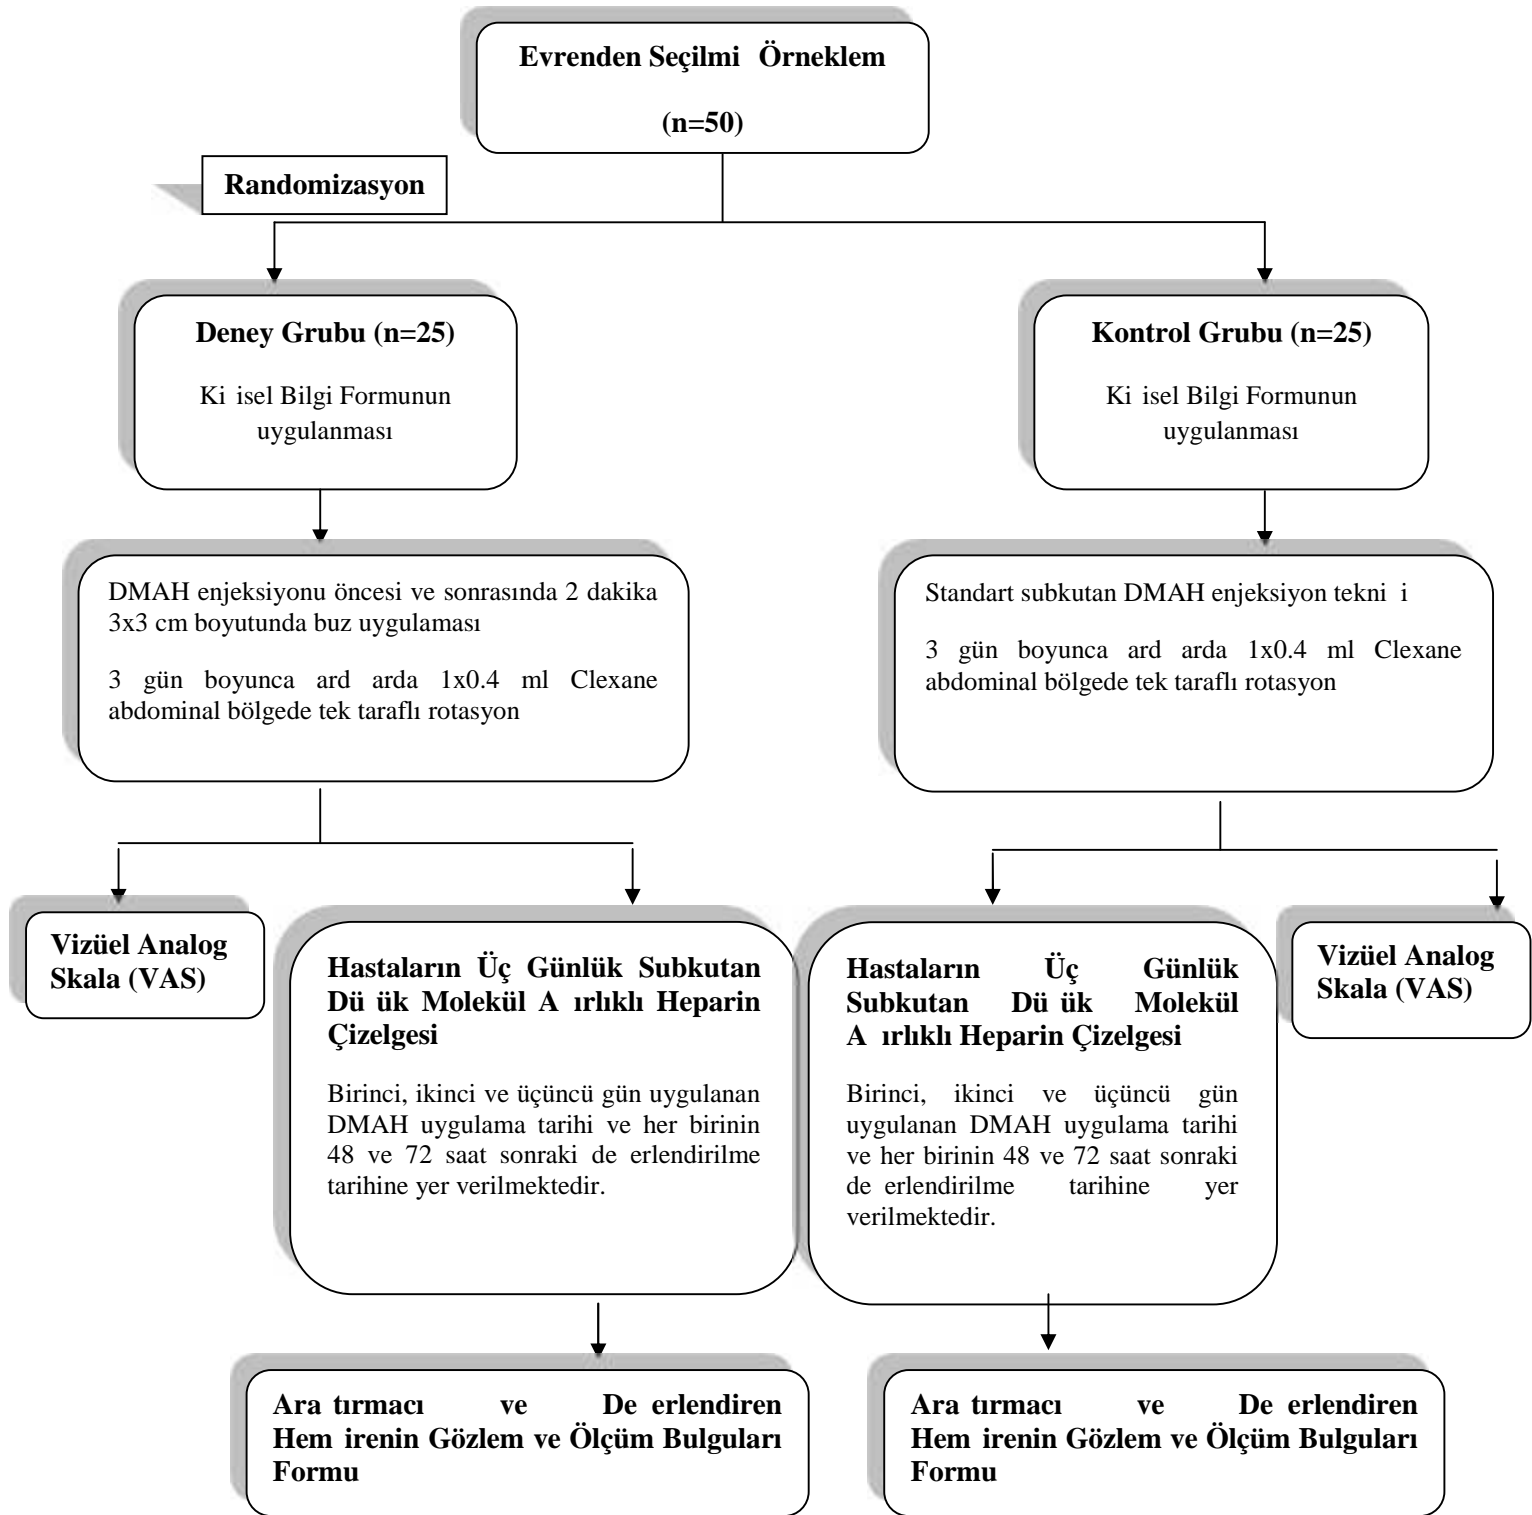 Evrenden Seçilmi Örneklem
(n=50)
Randomizasyon
Deney Grubu (n=25)
Ki isel Bilgi Formunun
uygulanması
Kontrol Grubu (n=25)
Ki isel Bilgi Formunun
uygulanması
DMAH enjeksiyonu öncesi ve sonrasında 2 dakika
3x3 cm boyutunda buz uygulaması
3 gün boyunca ard arda 1x0.4 ml Clexane
abdominal bölgede tek taraflı rotasyon
Standart subkutan DMAH enjeksiyon tekni i
3 gün boyunca ard arda 1x0.4 ml Clexane
abdominal bölgede tek taraflı rotasyon
Vizüel Analog
Skala (VAS)
Hastaların Üç Günlük Subkutan
Dü ük Molekül A ırlıklı Heparin
Çizelgesi
Birinci, ikinci ve üçüncü gün uygulanan
DMAH uygulama tarihi ve her birinin
48 ve 72 saat sonraki de erlendirilme
tarihine yer verilmektedir.
Hastaların Üç Günlük
Subkutan Dü ük Molekül
A ırlıklı Heparin Çizelgesi
Birinci, ikinci ve üçüncü gün
uygulanan DMAH uygulama tarihi
ve her birinin 48 ve 72 saat sonraki
de erlendirilme tarihine yer
verilmektedir.
Vizüel Analog
Skala (VAS)
Ara tırmacı ve De erlendiren
Hem irenin Gözlem ve Ölçüm Bulguları
Formu
Ara tırmacı ve De erlendiren
Hem irenin Gözlem ve Ölçüm Bulguları
Formu